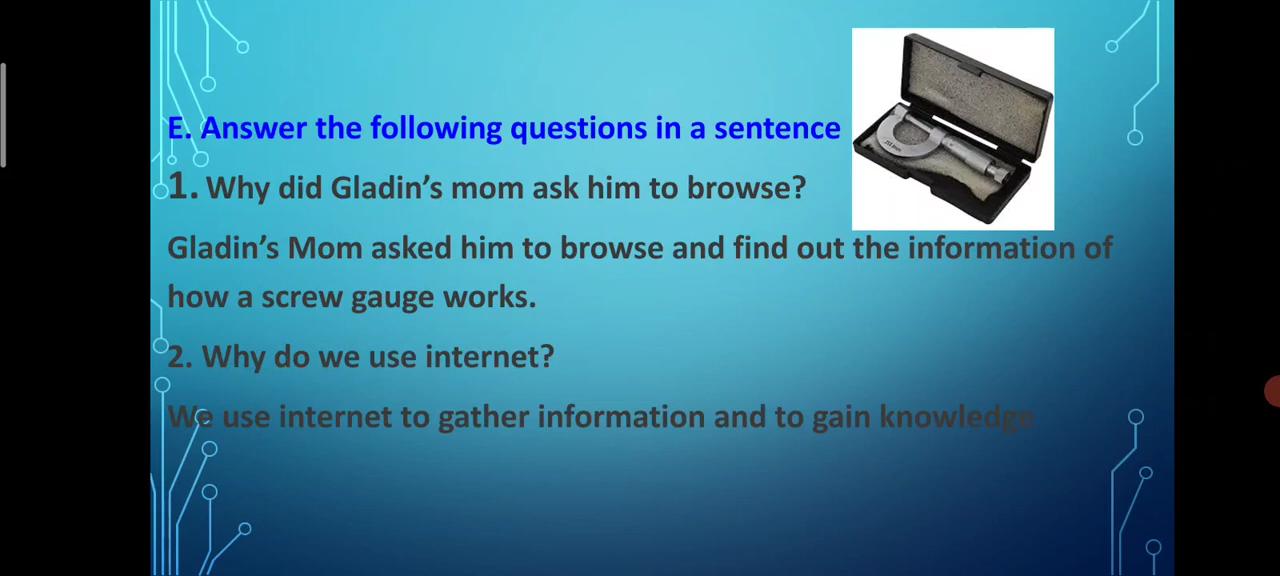 E. Answer the following questions in a sentence
1. Why did Gladin's mom ask him to browse?
Gladin's Mom asked him to browse and find out the information of
how a screw gauge works.
2. Why do we use internet?
We use internet to gather information and to gain knowledge